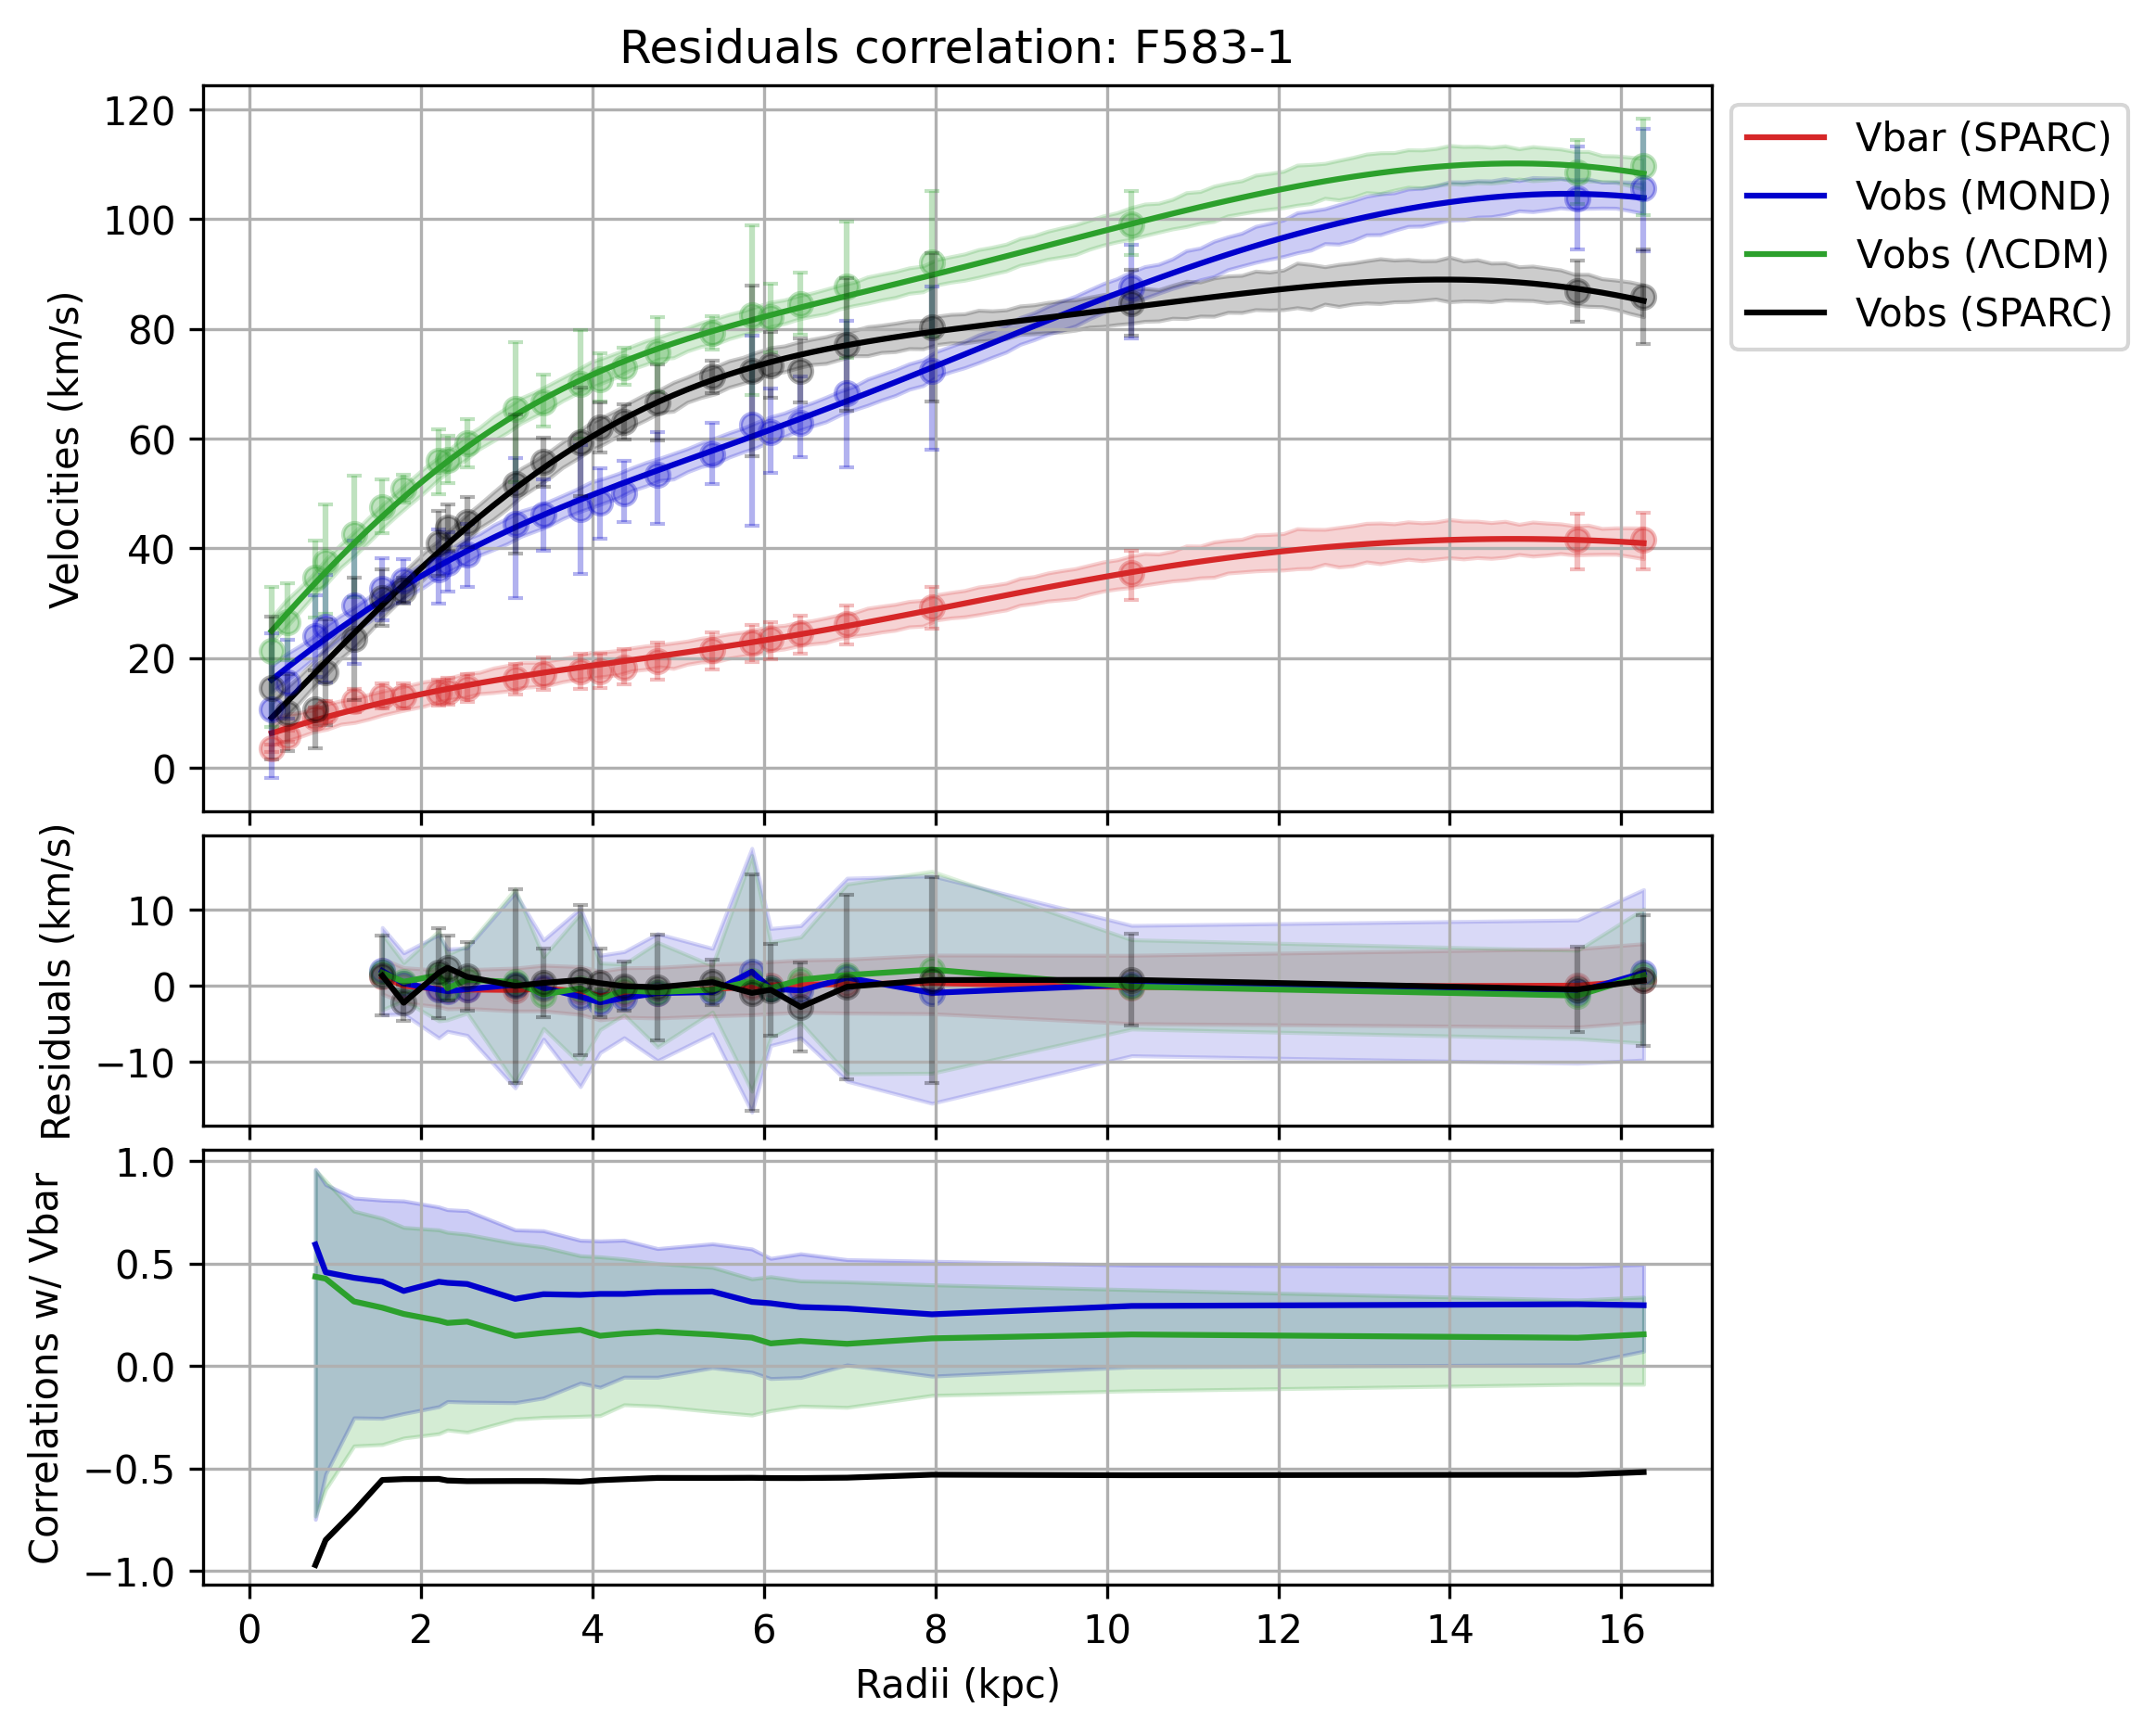 Residuals correlation: F583-1
Velocities (km/s)
120
100
80
60
40
20
0
Vbar (SPARC)
Vobs (MOND)
Vobs (ΛCDM)
Vobs (SPARC)
Residuals (km/s)
10
0
−10
Correlations w/ Vbar
1.0
0.5
0.0
−0.5
−1.0
0 2 4 6 8 10 12 14 16
Radii (kpc)